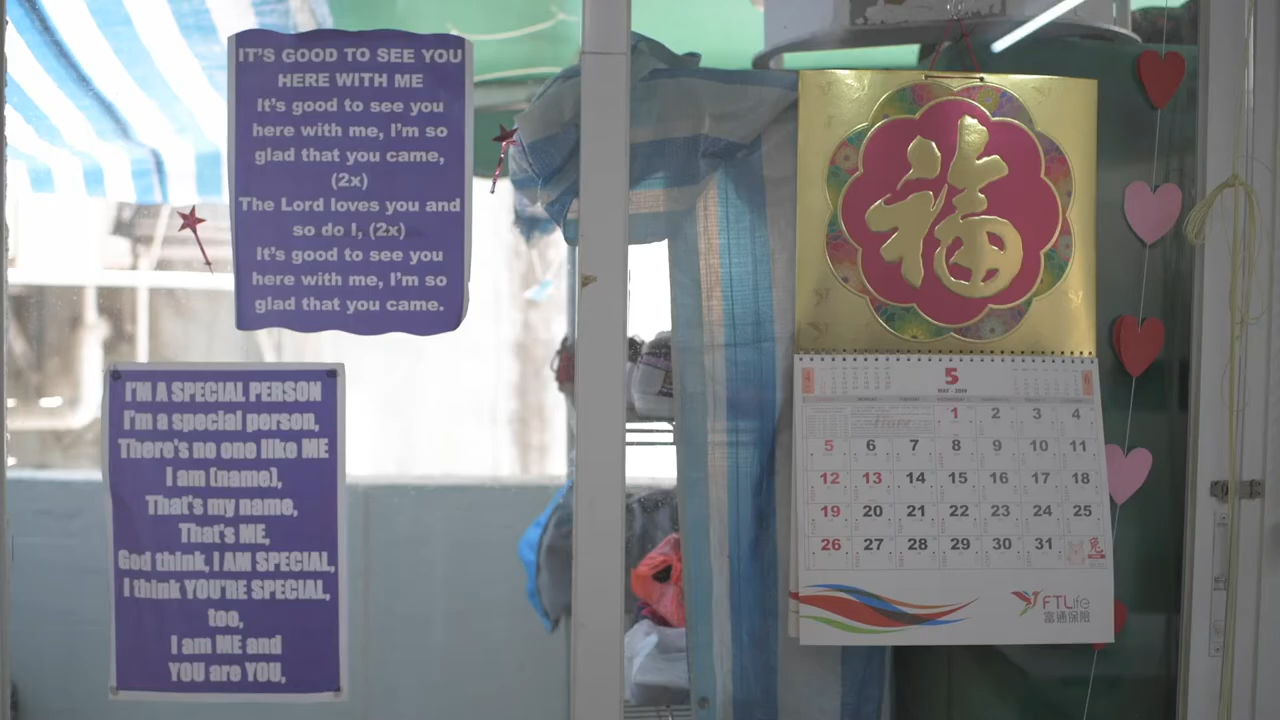 IT'S GOOD TO SEE YOU
HERE WITH ME
It's good to see you
here with me, I'm so
glad that you came,
(2x)
The Lord loves you and
so do I, (2x)
It's good to see you
here with me, I'm so
glad that you came.
I'M A SPECIAL PERSON
I'm a special person,
There's no one like ME
I am (name),
That's my name,
That's ME,
God think, I AM SPECIAL,
I think YOU'RE SPECIAL,
too,
I am ME and
YOU are YOU,
福
4 5 6
MAY · 2019
1 2 3 4
5 6 7 8 9 10 11
12 13 14 15 16 17 18
19 20 21 22 23 24 25
26 27 28 29 30 31
FTLife
富通保險